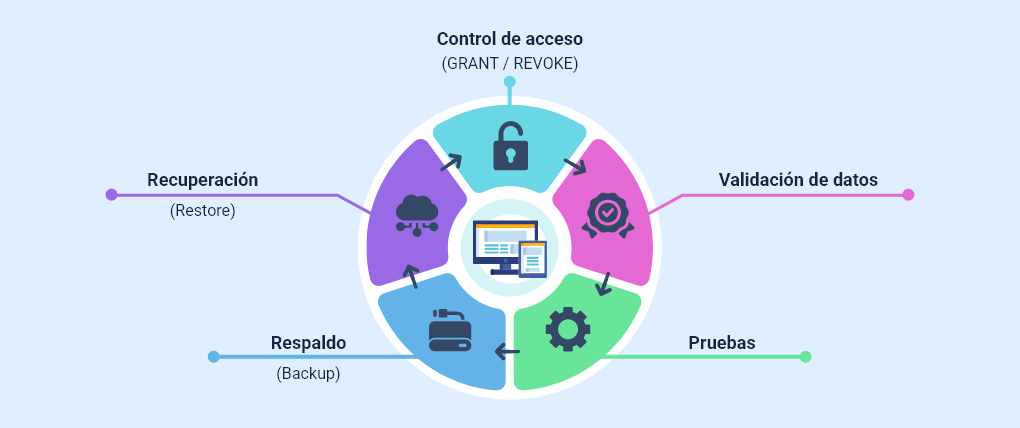 Control de acceso
(GRANT / REVOKE)
Recuperación
(Restore)
Validación de datos
Respaldo
(Backup)
Pruebas